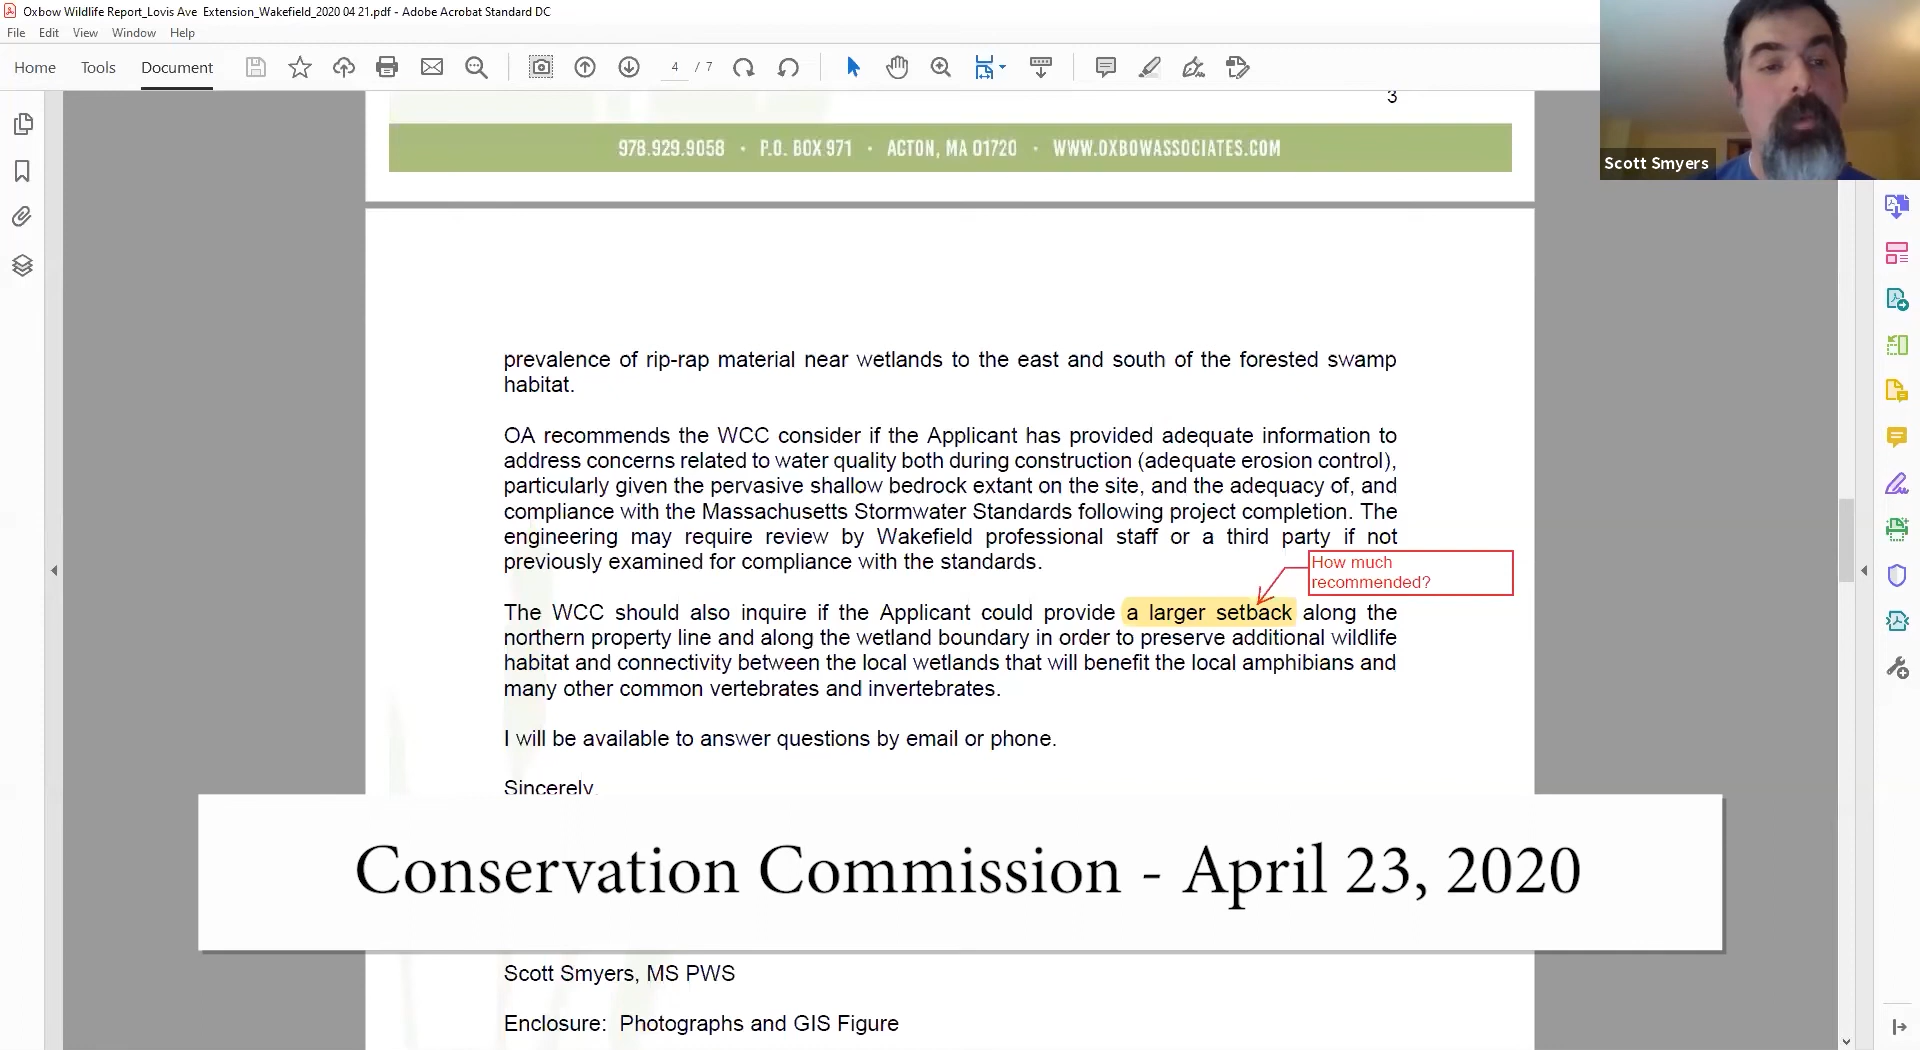 Oxbow Wildlife Report_Lovis Ave  Extension_Wakefield_2020 04 21.pdf - Adobe Acrobat Standard DC
File Edit View Window Help
Home Tools Document 4 / 7
Scott Smyers
3
978.929.9058 • P.O. BOX 971 • ACTON, MA 01720 • WWW.OXBOWASSOCIATES.COM
prevalence of rip-rap material near wetlands to the east and south of the forested swamp
habitat.
OA recommends the WCC consider if the Applicant has provided adequate information to
address concerns related to water quality both during construction (adequate erosion control),
particularly given the pervasive shallow bedrock extant on the site, and the adequacy of, and
compliance with the Massachusetts Stormwater Standards following project completion. The
engineering may require review by Wakefield professional staff or a third party if not
previously examined for compliance with the standards.
How much
recommended?
The WCC should also inquire if the Applicant could provide a larger setback along the
northern property line and along the wetland boundary in order to preserve additional wildlife
habitat and connectivity between the local wetlands that will benefit the local amphibians and
many other common vertebrates and invertebrates.
I will be available to answer questions by email or phone.
Sincerely,
Conservation Commission - April 23, 2020
Scott Smyers, MS PWS
Enclosure:  Photographs and GIS Figure